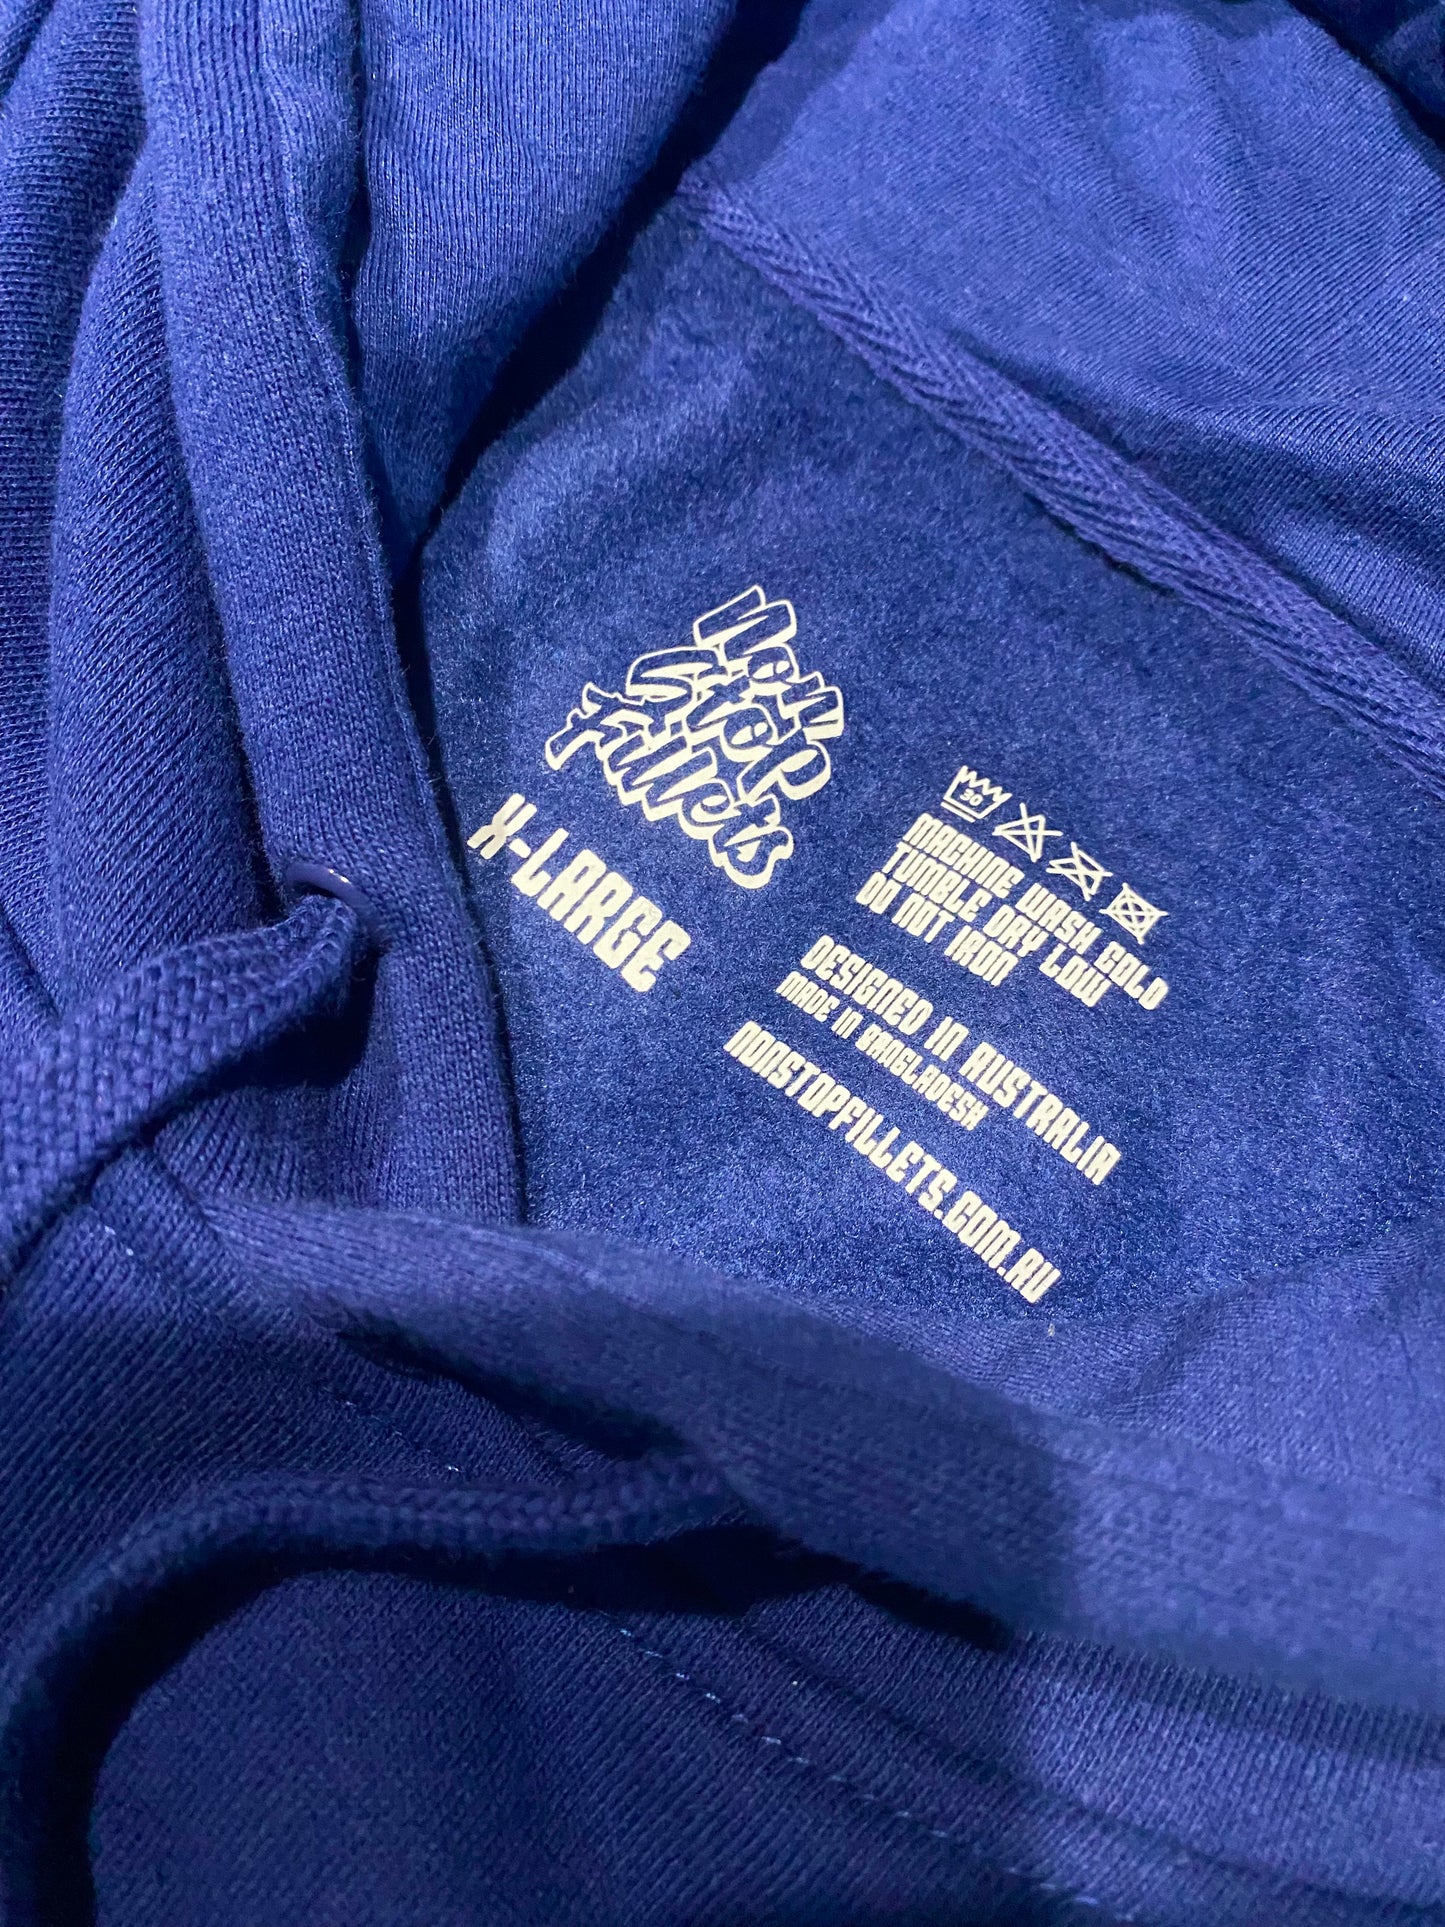 Non
Stop
Fillets
X-LARGE
30
MACHINE WASH COLD
TUMBLE DRY LOW
DO NOT IRON
DESIGNED IN AUSTRALIA
MADE IN BANGLADESH
NONSTOPFILLETS.COM.AU